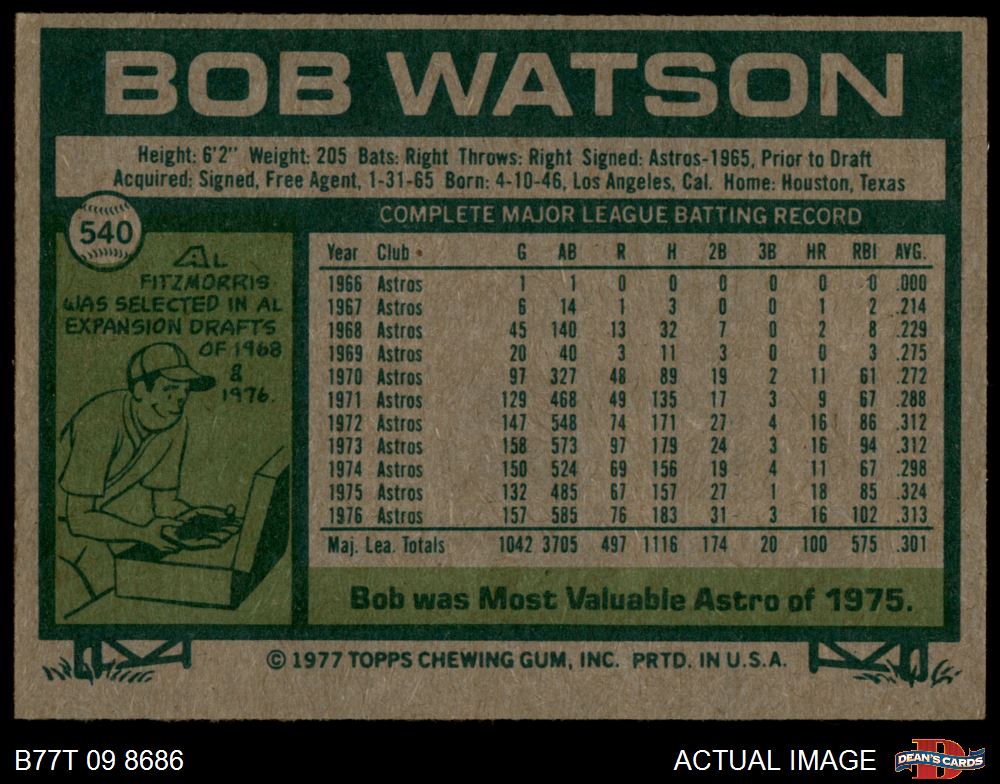 BOB WATSON
Height: 6'2" Weight: 205 Bats: Right Throws: Right Signed: Astros-1965, Prior to Draft
Acquired: Signed, Free Agent, 1-31-65 Born: 4-10-46, Los Angeles, Cal. Home: Houston, Texas
540
COMPLETE MAJOR LEAGUE BATTING RECORD
AL
FITZMORRIS
WAS SELECTED IN AL
EXPANSION DRAFTS
OF 1968
&
1976.
Year Club G AB R H 2B 3B HR RBI AVG.
1966 Astros 1 1 0 0 0 0 0 0 .000
1967 Astros 6 14 1 3 0 0 1 2 .214
1968 Astros 45 140 13 32 7 0 2 8 .229
1969 Astros 20 40 3 11 3 0 0 3 .275
1970 Astros 97 327 48 89 19 2 11 61 .272
1971 Astros 129 468 49 135 17 3 9 67 .288
1972 Astros 147 548 74 171 27 4 16 86 .312
1973 Astros 158 573 97 179 24 3 16 94 .312
1974 Astros 150 524 69 156 19 4 11 67 .298
1975 Astros 132 485 67 157 27 1 18 85 .324
1976 Astros 157 585 76 183 31 3 16 102 .313
Maj. Lea. Totals 1042 3705 497 1116 174 20 100 575 .301
Bob was Most Valuable Astro of 1975.
© 1977 TOPPS CHEWING GUM, INC. PRTD. IN U.S.A.
B77T 09 8686
ACTUAL IMAGE
D
DEAN'S CARDS